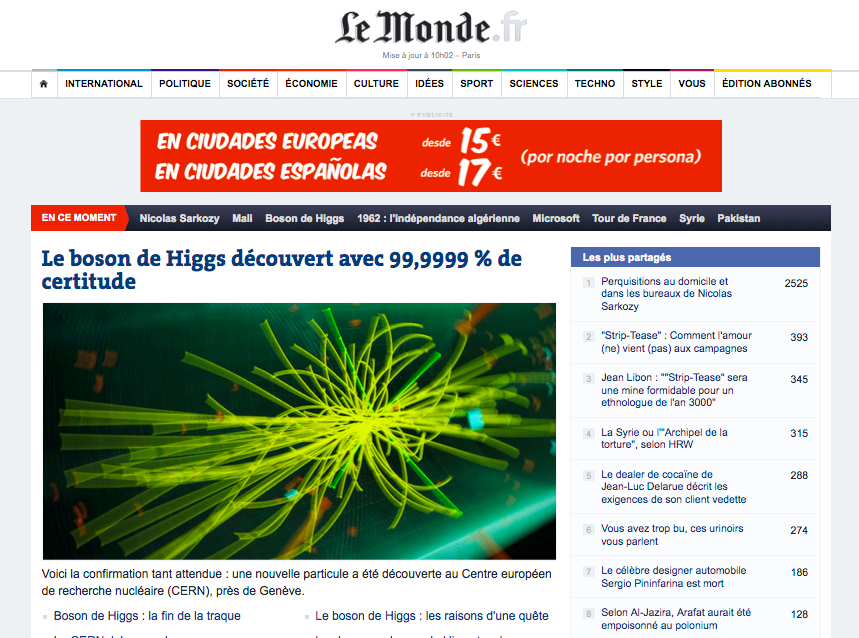 Le Monde.fr
Mise à jour à 10h02 – Paris
INTERNATIONAL POLITIQUE SOCIÉTÉ ÉCONOMIE CULTURE IDÉES SPORT SCIENCES TECHNO STYLE VOUS ÉDITION ABONNÉS
PUBLICITÉ
EN CIUDADES EUROPEAS desde 15€
EN CIUDADES ESPAÑOLAS desde 17€
(por noche por persona)
EN CE MOMENT Nicolas Sarkozy Mali Boson de Higgs 1962 : l'indépendance algérienne Microsoft Tour de France Syrie Pakistan
Le boson de Higgs découvert avec 99,9999 % de
certitude
Voici la confirmation tant attendue : une nouvelle particule a été découverte au Centre européen
de recherche nucléaire (CERN), près de Genève.
Boson de Higgs : la fin de la traque
Le boson de Higgs : les raisons d'une quête
Les plus partagés
1 Perquisitions au domicile et 2525
dans les bureaux de Nicolas
Sarkozy
2 "Strip-Tease" : Comment l'amour 393
(ne) vient (pas) aux campagnes
3 Jean Libon : ""Strip-Tease" sera 345
une mine formidable pour un
ethnologue de l'an 3000"
4 La Syrie ou l'"Archipel de la 315
torture", selon HRW
5 Le dealer de cocaïne de 288
Jean-Luc Delarue décrit les
exigences de son client vedette
6 Vous avez trop bu, ces urinoirs 274
vous parlent
7 Le célèbre designer automobile 186
Sergio Pininfarina est mort
8 Selon Al-Jazira, Arafat aurait été 128
empoisonné au polonium